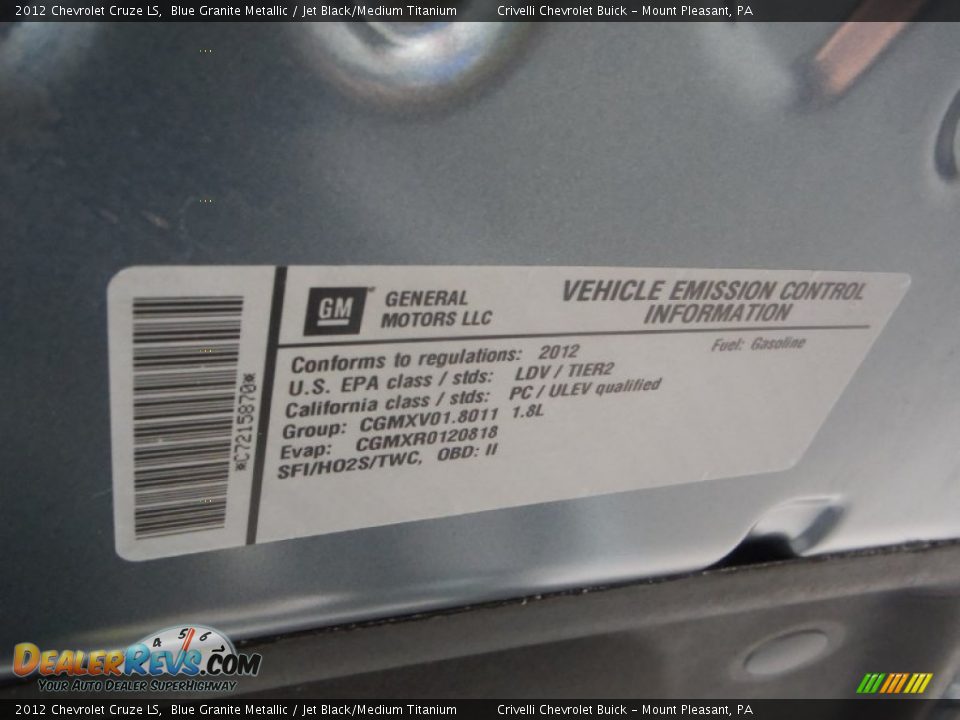 2012 Chevrolet Cruze LS, Blue Granite Metallic / Jet Black/Medium Titanium Crivelli Chevrolet Buick - Mount Pleasant, PA
GM
GENERAL
MOTORS LLC
VEHICLE EMISSION CONTROL
INFORMATION
Fuel: Gasoline
Conforms to regulations: 2012
U.S. EPA class / stds: LDV / TIER2
California class / stds: PC / ULEV qualified
Group: CGMXV01.8011 1.8L
Evap: CGMXR0120818
SFI/HO2S/TWC, OBD: II
*C7215870*
4 5 6
DEALERREVS.COM
YOUR AUTO DEALER SUPERHIGHWAY
2012 Chevrolet Cruze LS, Blue Granite Metallic / Jet Black/Medium Titanium Crivelli Chevrolet Buick - Mount Pleasant, PA